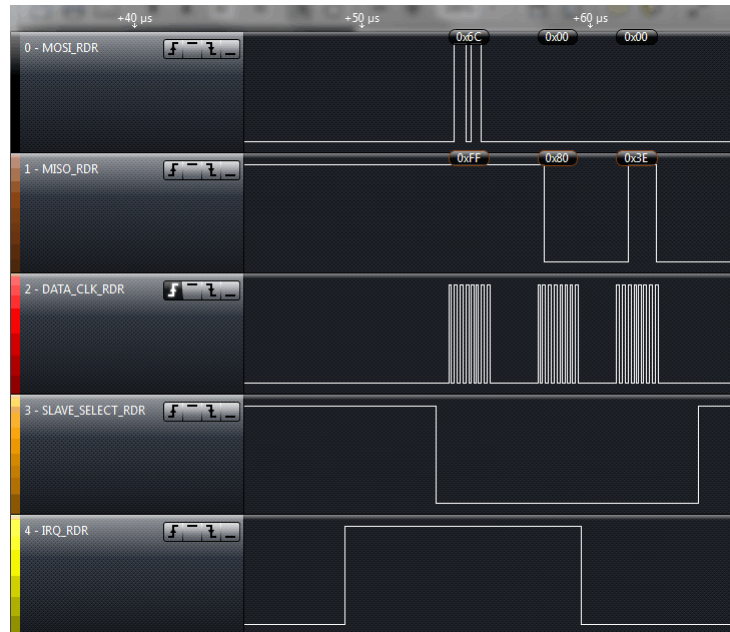 +40 µs +50 µs +60 µs
0 - MOSI_RDR
0x6C 0x00 0x00
1 - MISO_RDR
0xFF 0x80 0x3E
2 - DATA_CLK_RDR
3 - SLAVE_SELECT_RDR
4 - IRQ_RDR